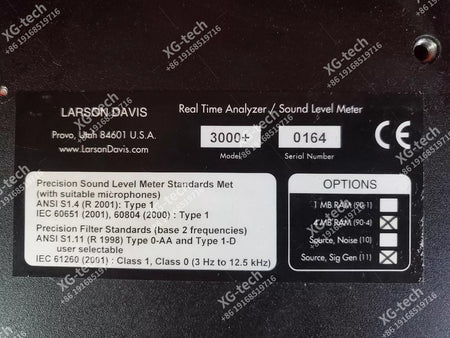 LARSON DAVIS
Provo, Utah 84601 U.S.A.
www.LarsonDavis.com
Real Time Analyzer / Sound Level Meter
3000+ 0164
Model Serial Number
CE
Precision Sound Level Meter Standards Met
(with suitable microphones)
ANSI S1.4 (R 2001): Type 1
IEC 60651 (2001), 60804 (2000) : Type 1
Precision Filter Standards (base 2 frequencies)
ANSI S1.11 (R 1998) Type 0-AA and Type 1-D
user selectable
IEC 61260 (2001) : Class 1, Class 0 (3 Hz to 12.5 kHz)
OPTIONS
1 MB RAM (90-1)
4 MB RAM (90-4)
Source, Noise (10)
Source, Sig Gen (11)
XG-tech
+86 19168519716